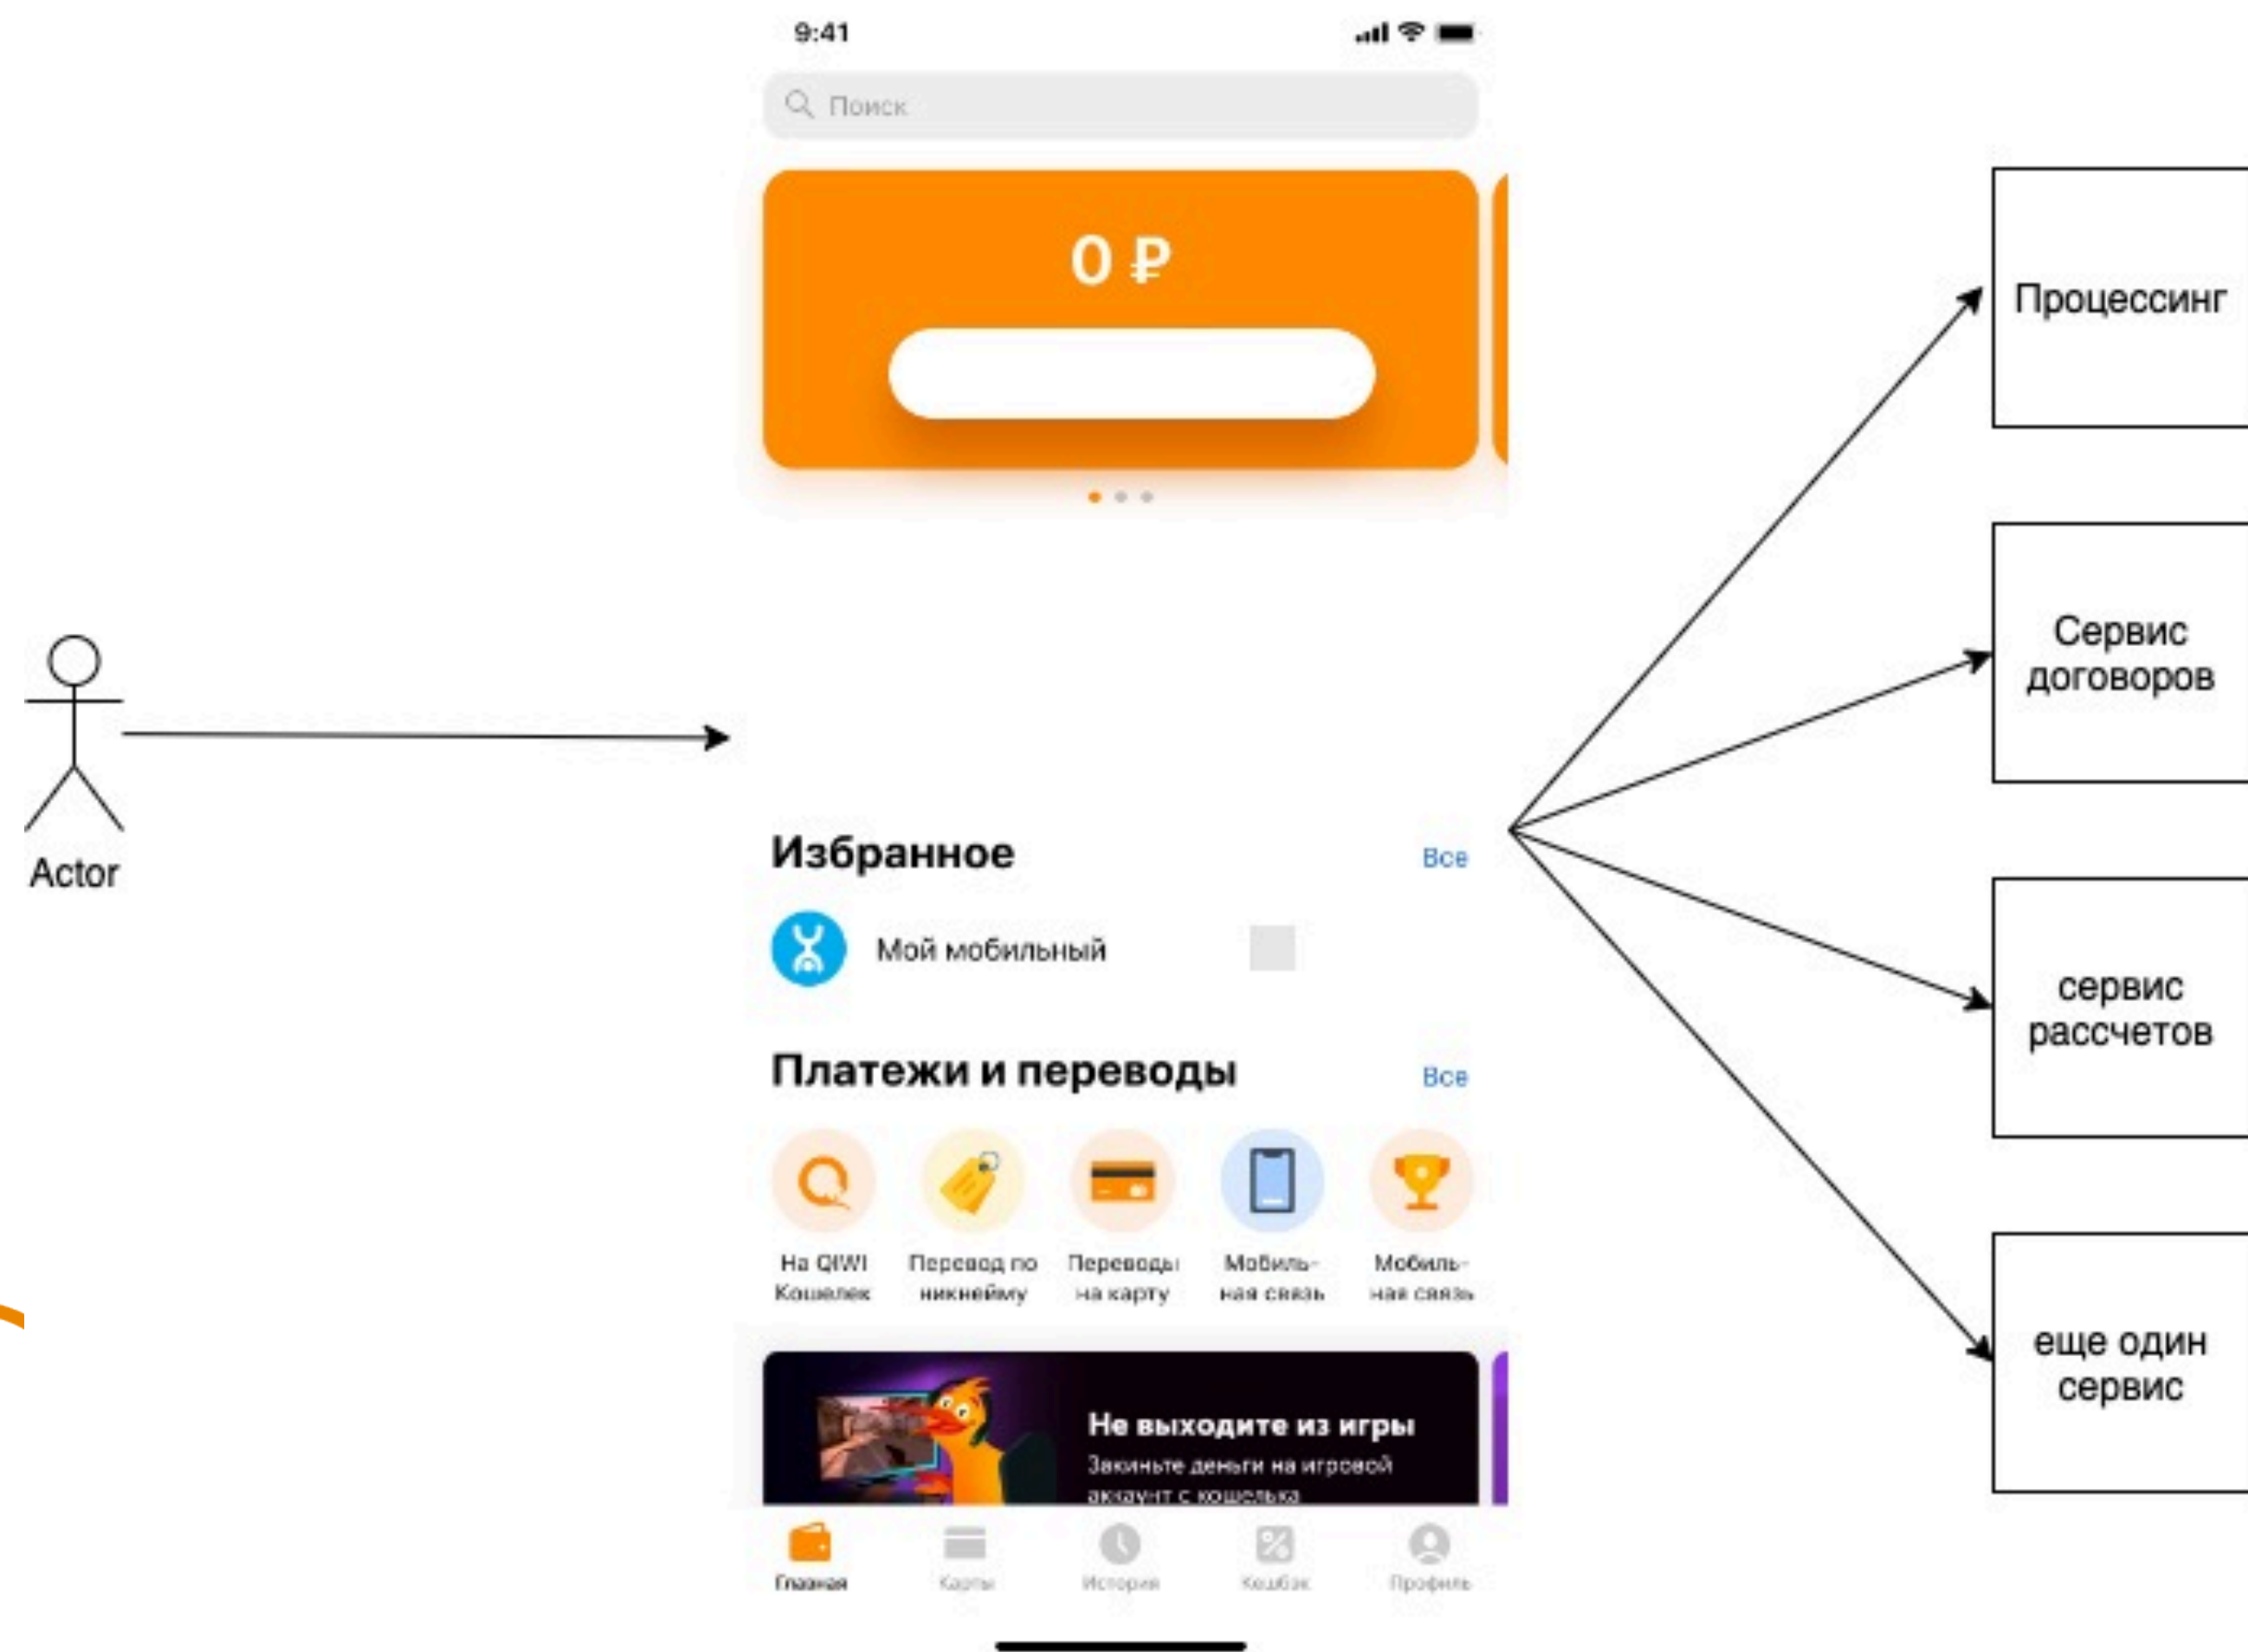 9:41
Поиск
0 ₽
Actor
Избранное
Все
Мой мобильный
Платежи и переводы
Все
На QIWI
Кошелек
Перевод по
никнейму
Переводы
на карту
Мобиль-
ная связь
Мобиль-
ная связь
Не выходите из игры
Закиньте деньги на игровой
аккаунт с кошелька
Главная
Карты
История
Кешбэк
Профиль
Процессинг
Сервис
договоров
сервис
рассчетов
еще один
сервис